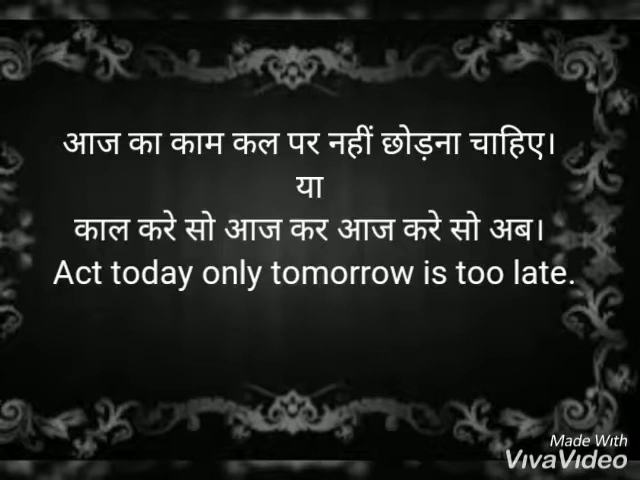 आज का काम कल पर नहीं छोड़ना चाहिए।
या
काल करे सो आज कर आज करे सो अब।
Act today only tomorrow is too late.
Made With
VivaVideo